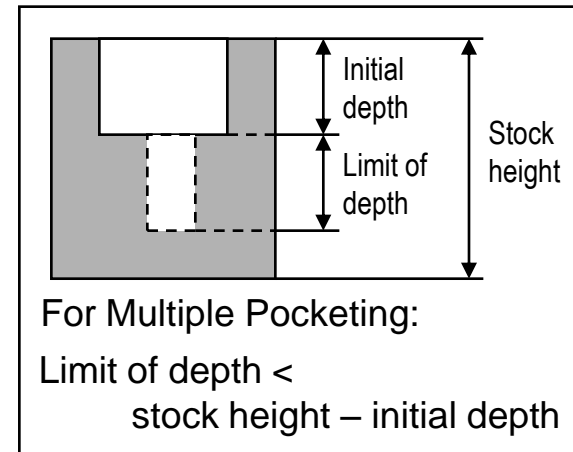 Initial
depth
Limit of
depth
Stock
height
For Multiple Pocketing:
Limit of depth <
stock height – initial depth